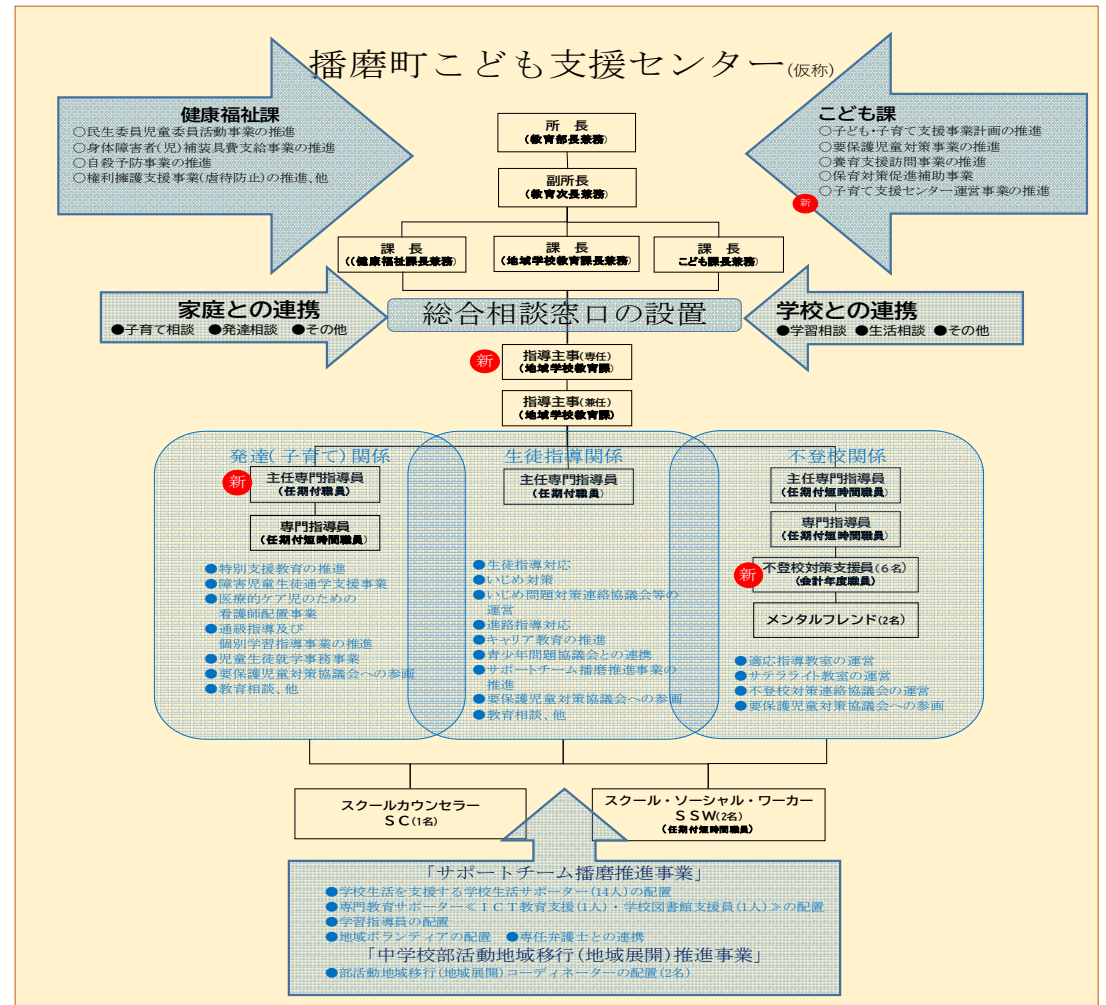 播磨町こども支援センター(仮称)
健康福祉課
○民生委員児童委員活動事業の推進
○身体障害者(児)補装具費支給事業の推進
○自殺予防事業の推進
○権利擁護支援事業(虐待防止)の推進、他
こども課
○子ども・子育て支援事業計画の推進
○要保護児童対策事業の推進
○養育支援訪問事業の推進
○保育対策促進補助事業
○子育て支援センター運営事業の推進
新
所 長
(教育部長兼務)
副所長
(教育次長兼務)
課 長
((健康福祉課長兼務)
課 長
(地域学校教育課長兼務)
課 長
こども課長兼務)
家庭との連携
●子育て相談 ●発達相談 ●その他
総合相談窓口の設置
学校との連携
●学習相談 ●生活相談 ●その他
新
指導主事(専任)
(地域学校教育課)
指導主事(兼任)
(地域学校教育課)
発達(子育て)関係
新
主任専門指導員
(任期付職員)
専門指導員
(任期付短時間職員)
●特別支援教育の推進
●障害児童生徒通学支援事業
●医療的ケア児のための
看護師配置事業
●通級指導及び
個別学習指導事業の推進
●児童生徒就学事務事業
●要保護児童対策協議会への参画
●教育相談、他
生徒指導関係
主任専門指導員
(任期付職員)
●生徒指導対応
●いじめ対策
●いじめ問題対策連絡協議会等の
運営
●進路指導対応
●キャリア教育の推進
●青少年問題協議会との連携
●サポートチーム播磨推進事業の
推進
●要保護児童対策協議会への参画
●教育相談、他
不登校関係
主任専門指導員
(任期付短時間職員)
専門指導員
(任期付短時間職員)
新
不登校対策支援員(6名)
(会計年度職員)
メンタルフレンド(2名)
●適応指導教室の運営
●サテラライト教室の運営
●不登校対策連絡協議会の運営
●要保護児童対策協議会への参画
スクールカウンセラー
SC(1名)
スクール・ソーシャル・ワーカー
SSW(2名)
(任期付短時間職員)
「サポートチーム播磨推進事業」
●学校生活を支援する学校生活サポーター(14人)の配置
●専門教育サポーター≪ICT教育支援(1人)・学校図書館支援員(1人)≫の配置
●学習指導員の配置
●地域ボランティアの配置 ●専任弁護士との連携
「中学校部活動地域移行(地域展開)推進事業」
●部活動地域移行(地域展開)コーディネーターの配置(2名)